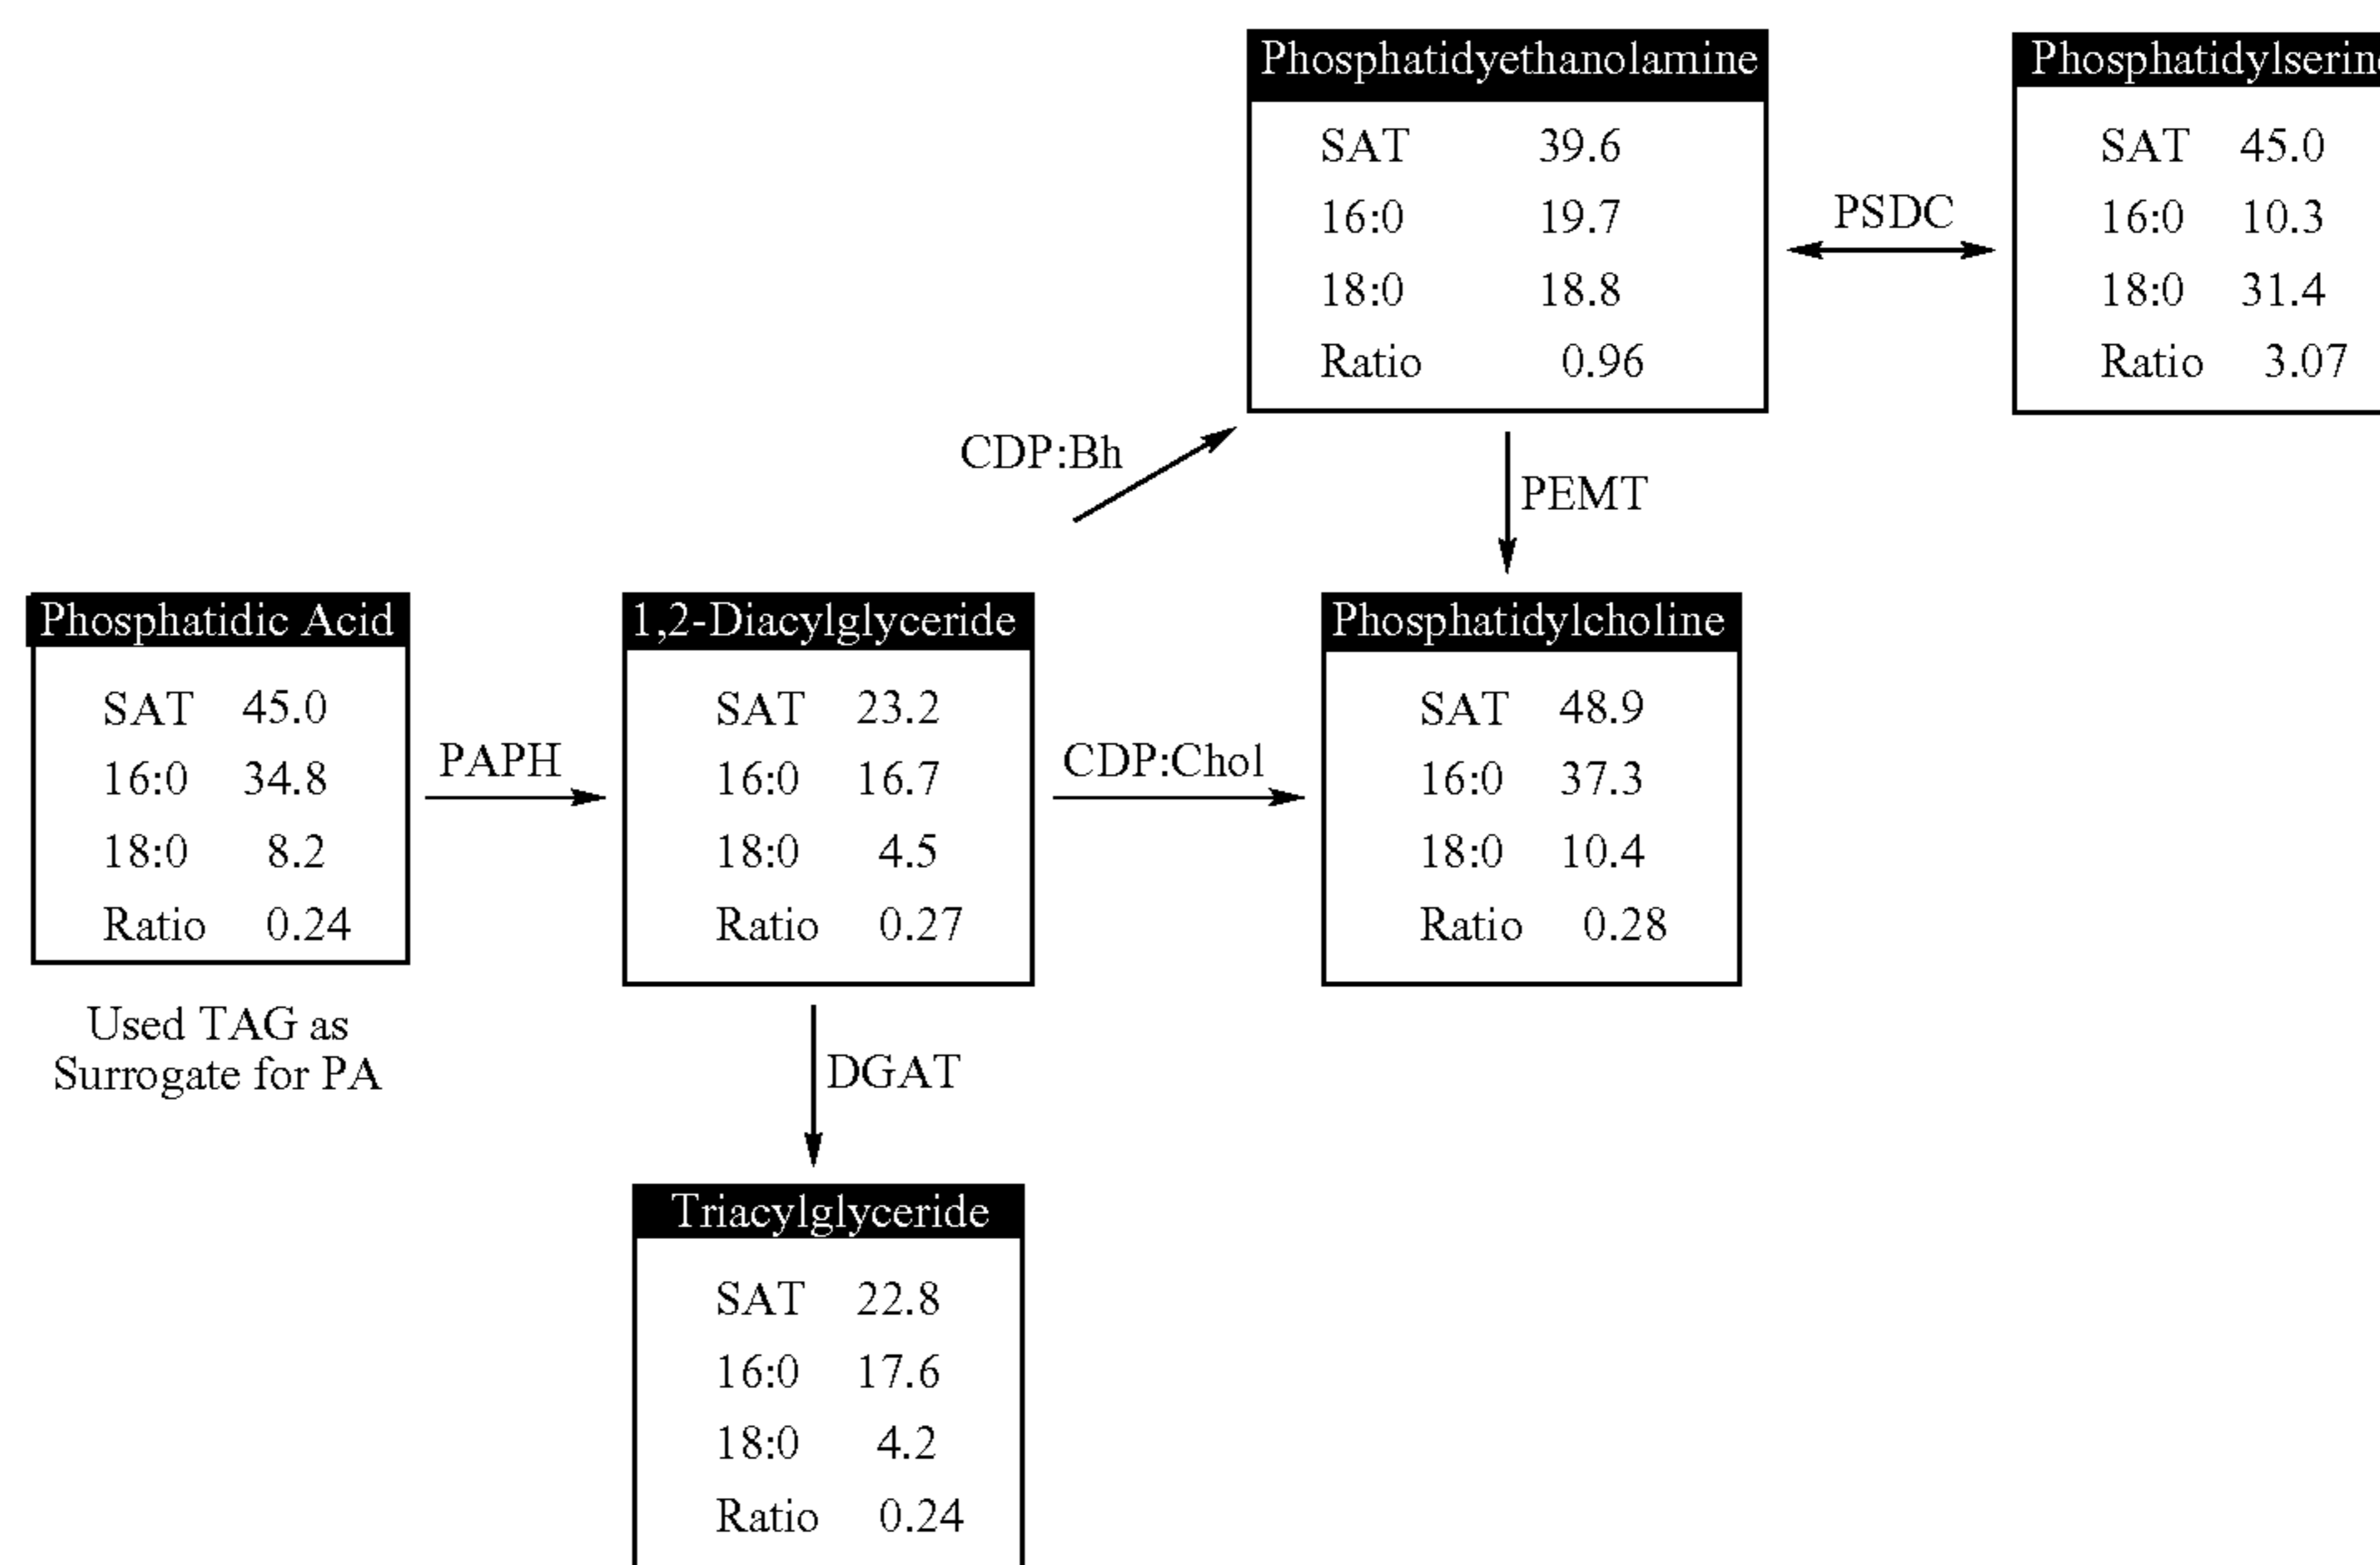 Phosphatidyethanolamine
SAT 39.6
16:0 19.7
18:0 18.8
Ratio 0.96
PSDC
Phosphatidylserine
SAT 45.0
16:0 10.3
18:0 31.4
Ratio 3.07
CDP:Bh
PEMT
Phosphatidic Acid
SAT 45.0
16:0 34.8
18:0 8.2
Ratio 0.24
Used TAG as
Surrogate for PA
PAPH
1,2-Diacylglyceride
SAT 23.2
16:0 16.7
18:0 4.5
Ratio 0.27
CDP:Chol
Phosphatidylcholine
SAT 48.9
16:0 37.3
18:0 10.4
Ratio 0.28
DGAT
Triacylglyceride
SAT 22.8
16:0 17.6
18:0 4.2
Ratio 0.24